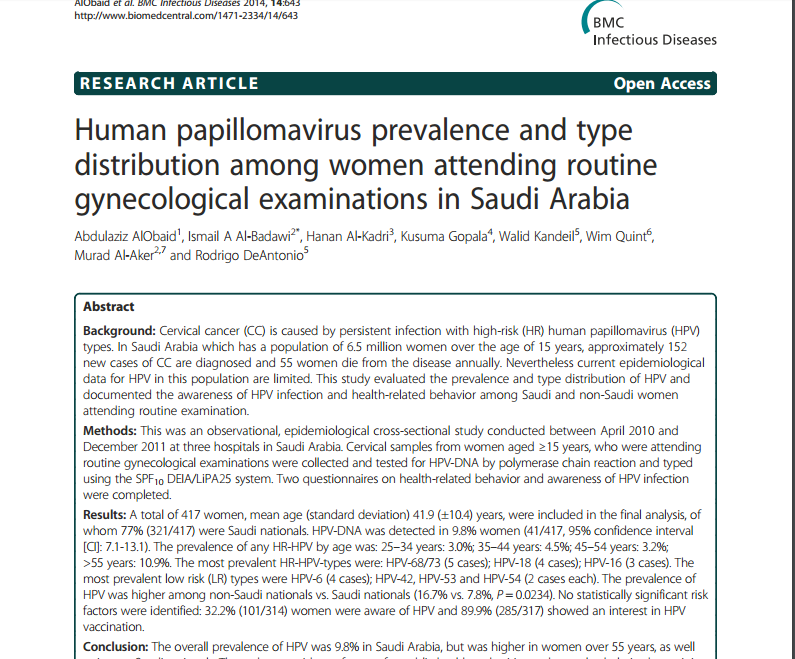 AlObaid et al. BMC Infectious Diseases 2014, 14:643
http://www.biomedcentral.com/1471-2334/14/643
BMC
Infectious Diseases
RESEARCH ARTICLE Open Access
Human papillomavirus prevalence and type
distribution among women attending routine
gynecological examinations in Saudi Arabia
Abdulaziz AlObaid1, Ismail A Al-Badawi2*, Hanan Al-Kadri3, Kusuma Gopala4, Walid Kandeil5, Wim Quint6,
Murad Al-Aker2,7 and Rodrigo DeAntonio5
Abstract
Background: Cervical cancer (CC) is caused by persistent infection with high-risk (HR) human papillomavirus (HPV)
types. In Saudi Arabia which has a population of 6.5 million women over the age of 15 years, approximately 152
new cases of CC are diagnosed and 55 women die from the disease annually. Nevertheless current epidemiological
data for HPV in this population are limited. This study evaluated the prevalence and type distribution of HPV and
documented the awareness of HPV infection and health-related behavior among Saudi and non-Saudi women
attending routine examination.
Methods: This was an observational, epidemiological cross-sectional study conducted between April 2010 and
December 2011 at three hospitals in Saudi Arabia. Cervical samples from women aged ≥15 years, who were attending
routine gynecological examinations were collected and tested for HPV-DNA by polymerase chain reaction and typed
using the SPF10 DEIA/LiPA25 system. Two questionnaires on health-related behavior and awareness of HPV infection
were completed.
Results: A total of 417 women, mean age (standard deviation) 41.9 (±10.4) years, were included in the final analysis, of
whom 77% (321/417) were Saudi nationals. HPV-DNA was detected in 9.8% women (41/417, 95% confidence interval
[CI]: 7.1-13.1). The prevalence of any HR-HPV by age was: 25–34 years: 3.0%; 35–44 years: 4.5%; 45–54 years: 3.2%;
>55 years: 10.9%. The most prevalent HR-HPV-types were: HPV-68/73 (5 cases); HPV-18 (4 cases); HPV-16 (3 cases). The
most prevalent low risk (LR) types were HPV-6 (4 cases); HPV-42, HPV-53 and HPV-54 (2 cases each). The prevalence of
HPV was higher among non-Saudi nationals vs. Saudi nationals (16.7% vs. 7.8%, P = 0.0234). No statistically significant risk
factors were identified: 32.2% (101/314) women were aware of HPV and 89.9% (285/317) showed an interest in HPV
vaccination.
Conclusion: The overall prevalence of HPV was 9.8% in Saudi Arabia, but was higher in women over 55 years, as well